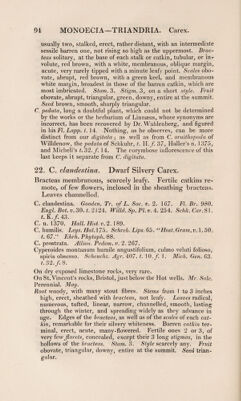 94 MONOECIA—TRIANDRIA. Carex.
usually two, stalked, erect, rather distant, with an intermediate
sessile barren one, not rising so high as the uppermost. Brac-
teas solitary, at the base of each stalk or catkin, tubular, or in-
volute, red brown, with a white, membranous, oblique margin,
acute, very rarely tipped with a minute leafy point. Scales obo-
vate, abrupt, red brown, with a green keel, and membranous
white margin, broadest in those of the barren catkin, which are
most imbricated. Stam. 3. Stigm. 3, on a short style. Fruit
obovate, abrupt, triangular, green, downy, entire at the summit.
Seed brown, smooth, sharply triangular.
C. pedata, long a doubtful plant, which could not be determined
by the works or the herbarium of Linnæus, whose synonyms are
incorrect, has been recovered by Dr. Wahlenberg, and figured
in his Fl. Lapp. t. 14. Nothing, as he observes, can be more
distinct from our digitata; as well as from C. ornithopoda of
Willdenow, the pedata of Schkuhr, t. H. f. 37, Haller's n. 1375,
and Micheli's t. 32. f. 14. The corymbose inflorescence of this
last keeps it separate from C. digitata.
22. C. clandestina. Dwarf Silvery Carex.
Bracteas membranous, scarcely leafy. Fertile catkins re-
mote, of few flowers, inclosed in the sheathing bracteas.
Leaves channelled.
C. clandestina. Gooden. Tr. of L. Soc. v. 2. 167. Fl. Br. 980.
Engl. Bot. v. 30. t. 2124. Willd. Sp. Pl. v. 4. 254. Schk. Car. 81.
t. K. f. 43.
C. n. 1370. Hall. Hist. v. 2. 189.
C. humilis. Leys. Hal. 175. Schreb. Lips. 65. "Host. Gram. v. 1. 50.
t. 67." Ehrh. Phytoph. 88.
C. prostrata. Allion. Pedem. v. 2. 267.
Cyperoides montanum humile angustifolium, culmo veluti folioso,
spicis obsesso. Scheuchz. Agr. 407. t. 10. f. 1. Mich. Gen. 63.
t. 32. f. 8.
On dry exposed limestone rocks, very rare.
On St. Vincent's rocks, Bristol, just below the Hot wells. Mr. Sole.
Perennial. May.
Root woody, with many stout fibres. Stems from 1 to 3 inches
high, erect, sheathed with bracteas, not leafy. Leaves radical,
numerous, tufted, linear, narrow, channelled, smooth, lasting
through the winter, and spreading widely as they advance in
age. Edges of the bracteas, as well as of the scales of each cat-
kin, remarkable for their silvery whiteness. Barren catkin ter-
minal, erect, acute, many-flowered. Fertile ones 2 or 3, of
very few florets, concealed, except their 3 long stigmas, in the
hollows of the bracteas. Stam. 3. Style scarcely any. Fruit
obovate, triangular, downy, entire at the summit. Seed trian-
gular.